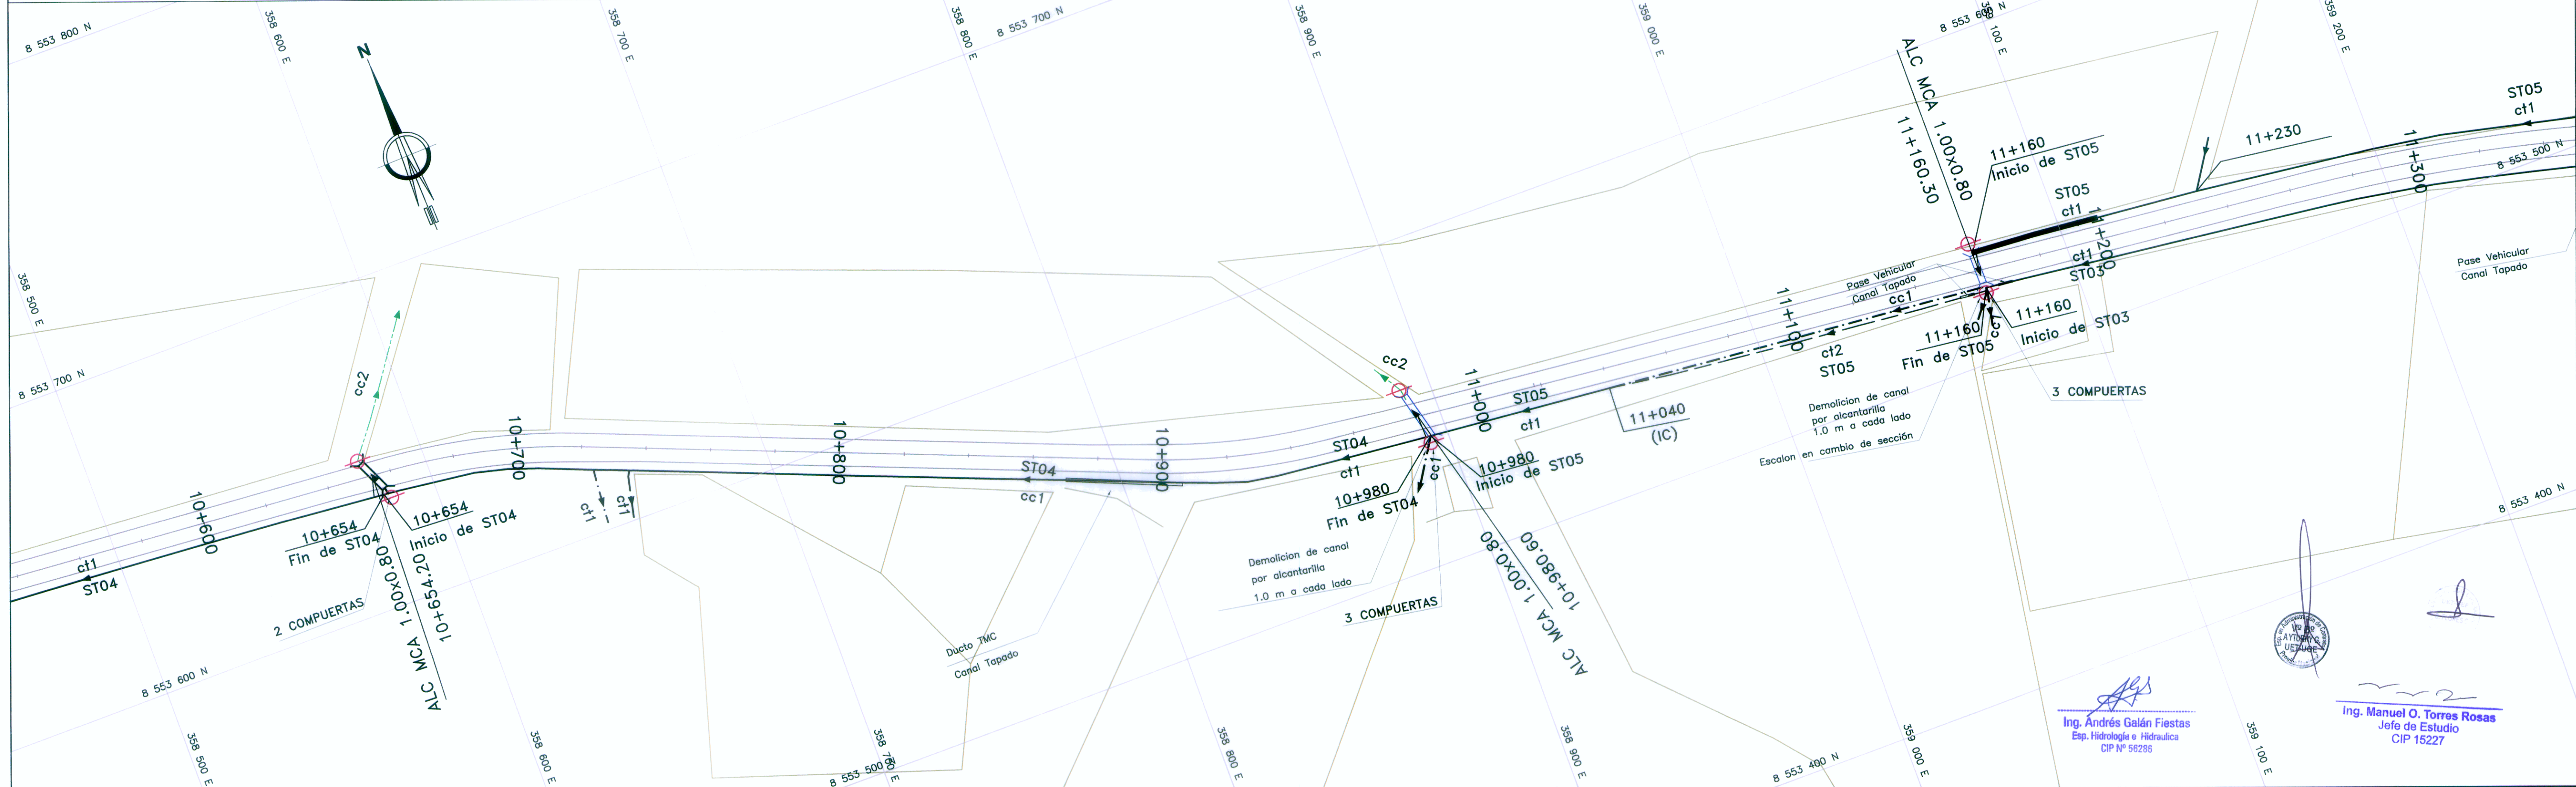 8 553 800 N
358 600 E
358 700 E
358 800 E
8 553 700 N
358 900 E
359 000 E
8 553 600 N
359 100 E
359 200 E
N
ALC MCA 1.00x0.80
11+160.30
11+160
Inicio de ST05
ST05
ct1
11+230
11+300
ST05
ct1
8 553 500 N
11+200
ct1
ST03
Pase Vehicular
Canal Tapado
Pase Vehicular
Canal Tapado
cc1
11+100
ct2
ST05
11+160
Fin de ST05
cc1
11+160
Inicio de ST03
3 COMPUERTAS
Demolicion de canal
por alcantarilla
1.0 m a cada lado
Escalon en cambio de sección
358 500 E
8 553 700 N
cc2
10+600
ct1
ST04
10+654
Fin de ST04
10+654
Inicio de ST04
2 COMPUERTAS
ALC MCA 1.00x0.80
10+654.20
10+700
ct1
ct1
10+800
ST04
cc1
10+900
Ducto TMC
Canal Tapado
cc2
ST04
ct1
11+000
ST05
ct1
11+040
(IC)
cc1
10+980
Fin de ST04
10+980
Inicio de ST05
Demolicion de canal
por alcantarilla
1.0 m a cada lado
3 COMPUERTAS
ALC MCA 1.00x0.80
10+980.60
8 553 400 N
8 553 600 N
358 500 E
358 600 E
358 700 E
8 553 500 N
358 800 E
358 900 E
8 553 400 N
359 000 E
359 100 E
Ing. Andrés Galán Fiestas
Esp. Hidrología e Hidraulica
CIP Nº 56286
Ing. Manuel O. Torres Rosas
Jefe de Estudio
CIP 15227